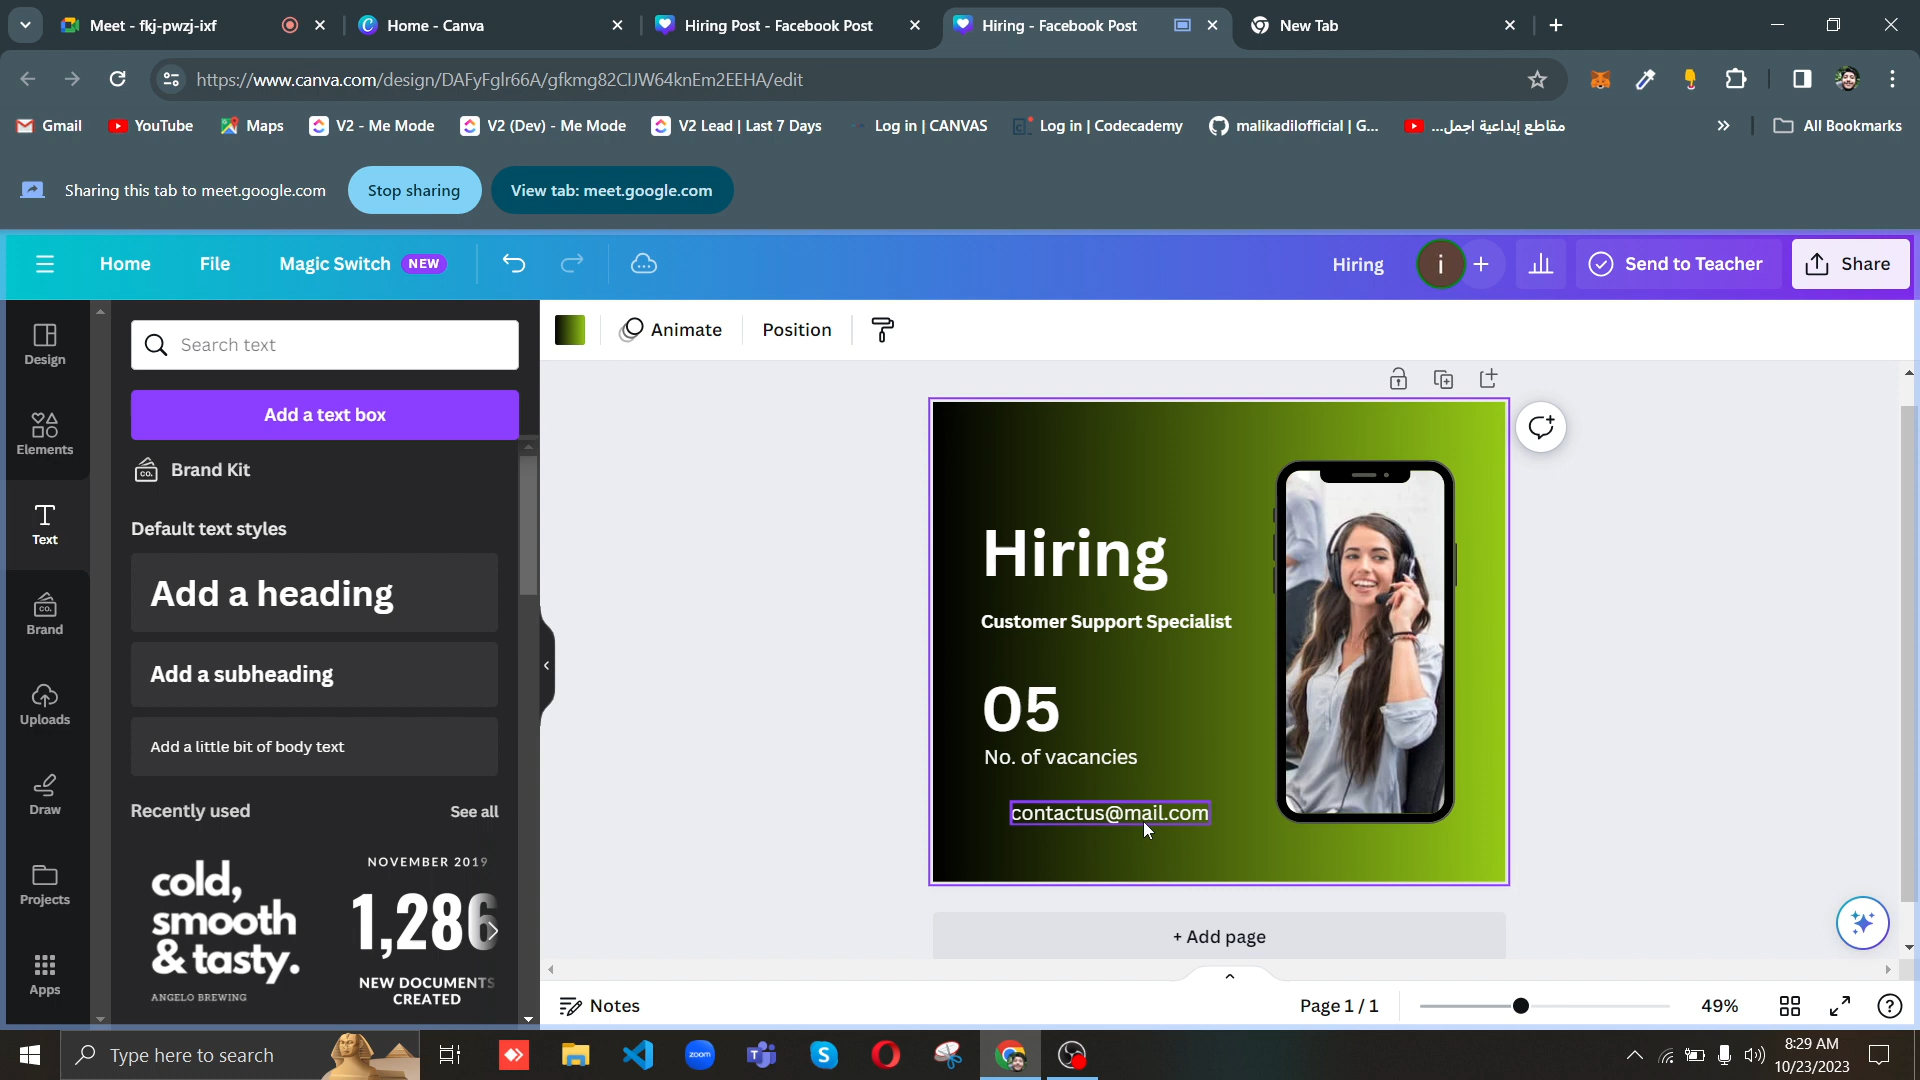 Meet - fkj-pwzj-ixf
Home - Canva
Hiring Post - Facebook Post
Hiring - Facebook Post
New Tab
https://www.canva.com/design/DAFyFglr66A/gfkmg82ClJW64knEm2EEHA/edit
Gmail
YouTube
Maps
V2 - Me Mode
V2 (Dev) - Me Mode
V2 Lead | Last 7 Days
Log in | CANVAS
Log in | Codecademy
malikadilofficial | G...
مقاطع إبداعية اجمل...
All Bookmarks
Sharing this tab to meet.google.com
Stop sharing
View tab: meet.google.com
Home
File
Magic Switch NEW
Hiring
i
Send to Teacher
Share
Design
Elements
Text
Brand
Uploads
Draw
Projects
Apps
Search text
Add a text box
Brand Kit
Default text styles
Add a heading
Add a subheading
Add a little bit of body text
Recently used
See all
cold,
smooth
& tasty.
ANGELO BREWING
NOVEMBER 2019
1,286
NEW DOCUMENTS
CREATED
Animate
Position
Hiring
Customer Support Specialist
05
No. of vacancies
contactus@mail.com
+ Add page
Notes
Page 1 / 1
49%
Type here to search
zoom
8:29 AM
10/23/2023